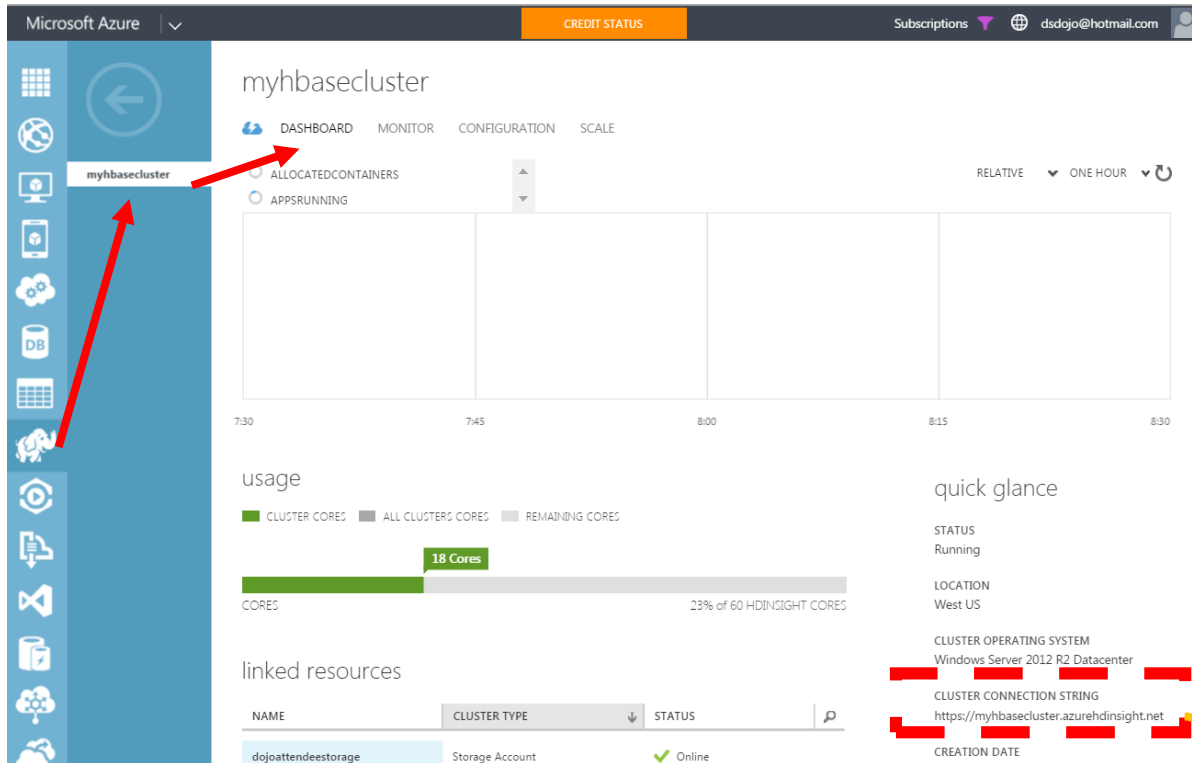 Microsoft Azure
CREDIT STATUS
Subscriptions
dsdojo@hotmail.com
myhbasecluster
myhbasecluster
DASHBOARD MONITOR CONFIGURATION SCALE
ALLOCATEDCONTAINERS
APPSRUNNING
RELATIVE ONE HOUR
DB
7:30 7:45 8:00 8:15 8:30
usage
CLUSTER CORES ALL CLUSTERS CORES REMAINING CORES
18 Cores
CORES 23% of 60 HDINSIGHT CORES
linked resources
NAME CLUSTER TYPE STATUS
dojoattendeestorage Storage Account Online
quick glance
STATUS
Running
LOCATION
West US
CLUSTER OPERATING SYSTEM
Windows Server 2012 R2 Datacenter
CLUSTER CONNECTION STRING
https://myhbasecluster.azurehdinsight.net
CREATION DATE